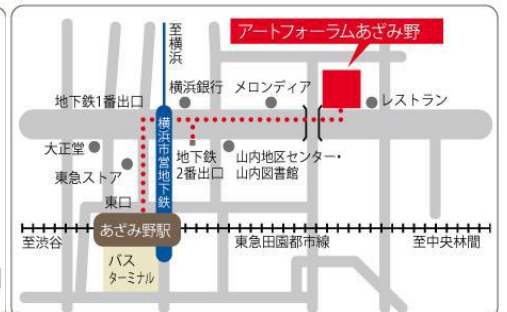 至横浜
アートフォーラムあざみ野
横浜銀行
メロンディア
地下鉄1番出口
レストラン
横浜市営地下鉄
大正堂
地下鉄
2番出口
山内地区センター・
山内図書館
東急ストア
東口
あざみ野駅
至渋谷
東急田園都市線
至中央林間
バス
ターミナル